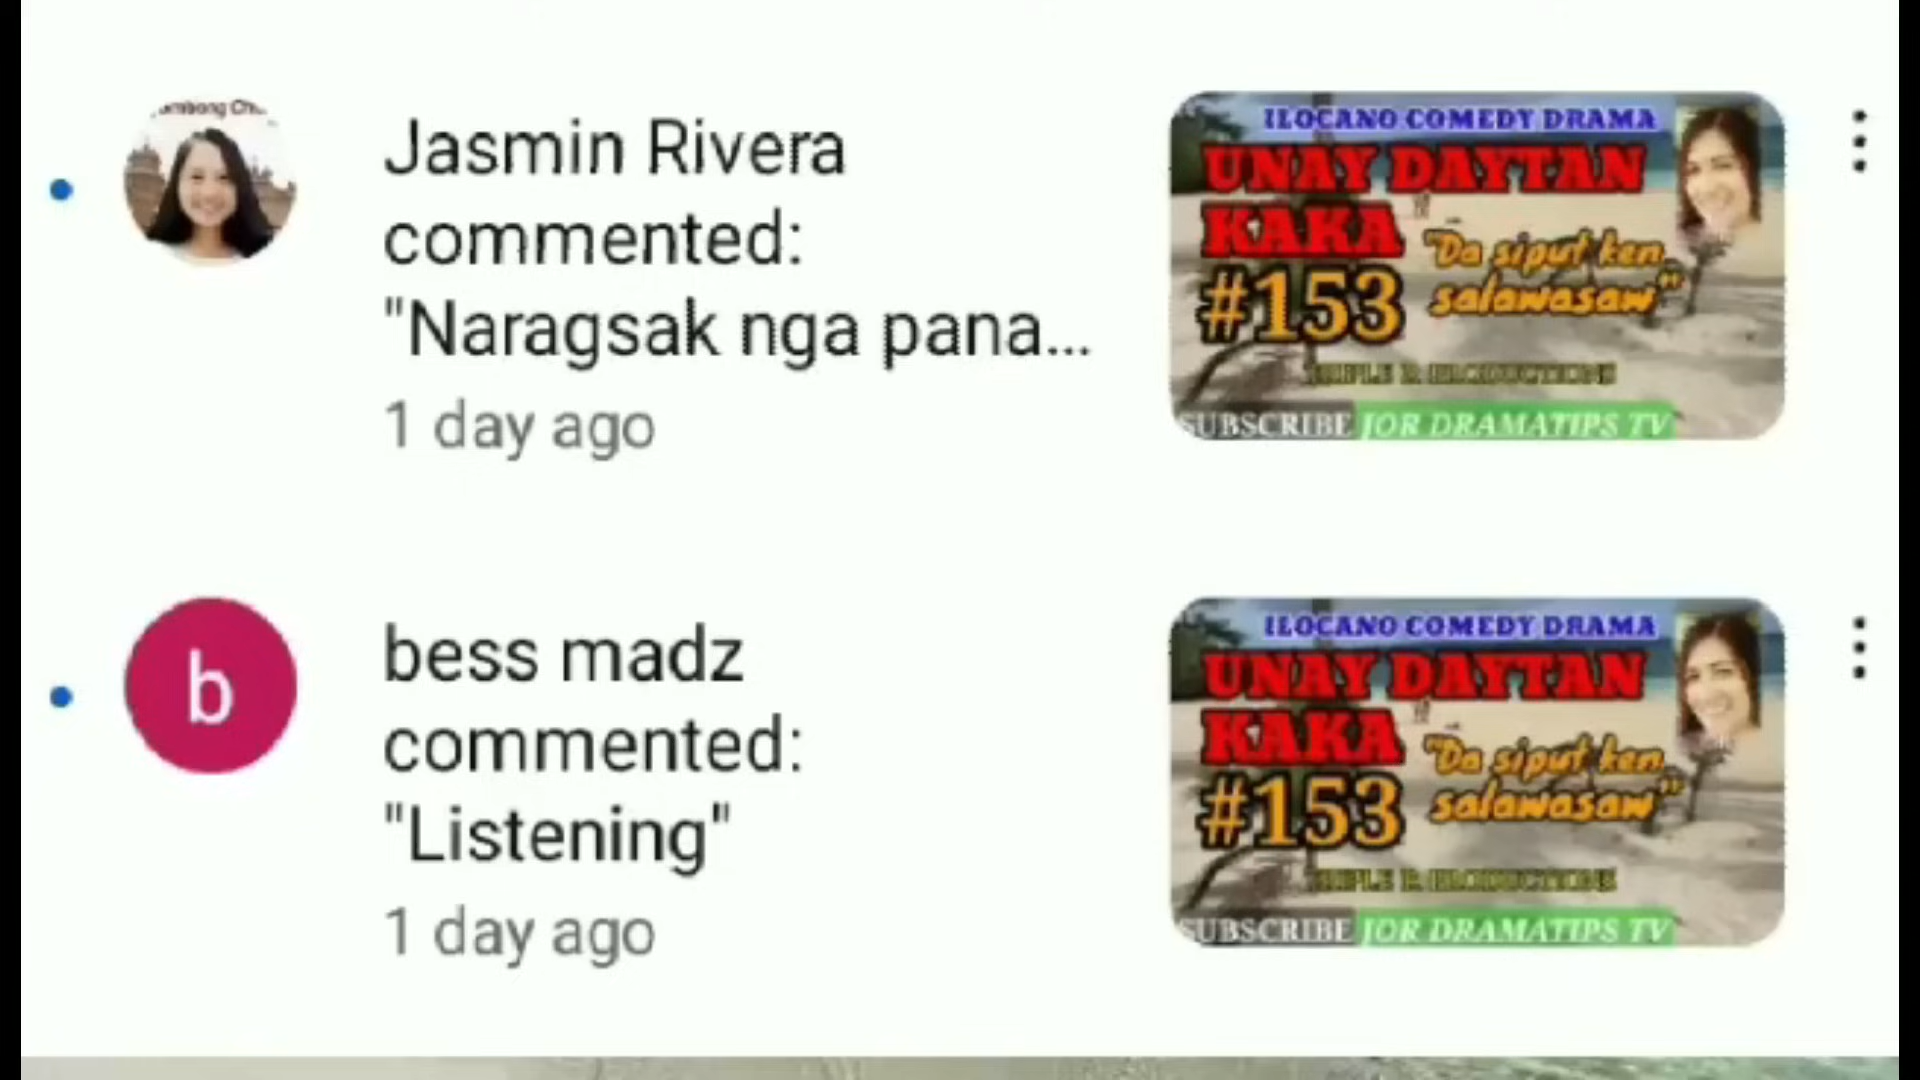 Jasmin Rivera
commented:
"Naragsak nga pana...
1 day ago
ILOCANO COMEDY DRAMA
UNAY DAYTAN
KAKA
#153
"Da siput ken
salawasaw"
PRODUCTIONS
SUBSCRIBE JOR DRAMATIPS TV
b
bess madz
commented:
"Listening"
1 day ago
ILOCANO COMEDY DRAMA
UNAY DAYTAN
KAKA
#153
"Da siput ken
salawasaw"
PRODUCTIONS
SUBSCRIBE JOR DRAMATIPS TV